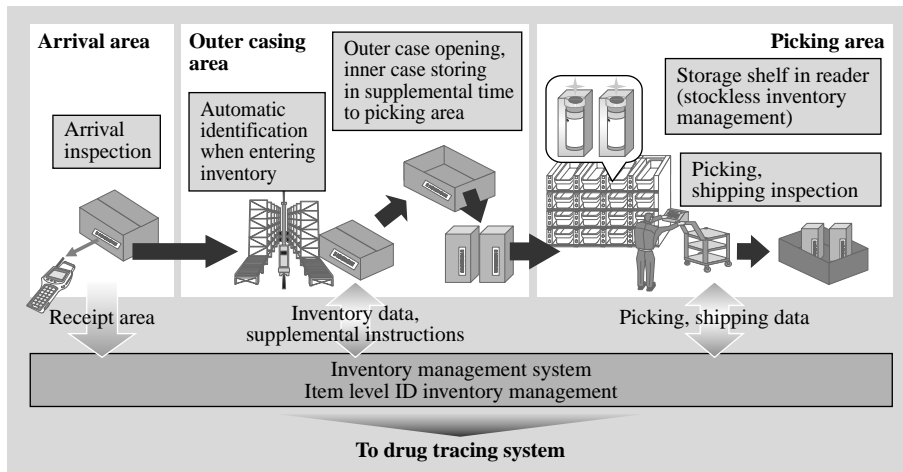 Arrival area
Arrival
inspection
Outer casing
area
Automatic
identification
when entering
inventory
Outer case opening,
inner case storing
in supplemental time
to picking area
Picking area
Storage shelf in reader
(stockless inventory
management)
Picking,
shipping inspection
Receipt area
Inventory data,
supplemental instructions
Picking, shipping data
Inventory management system
Item level ID inventory management
To drug tracing system